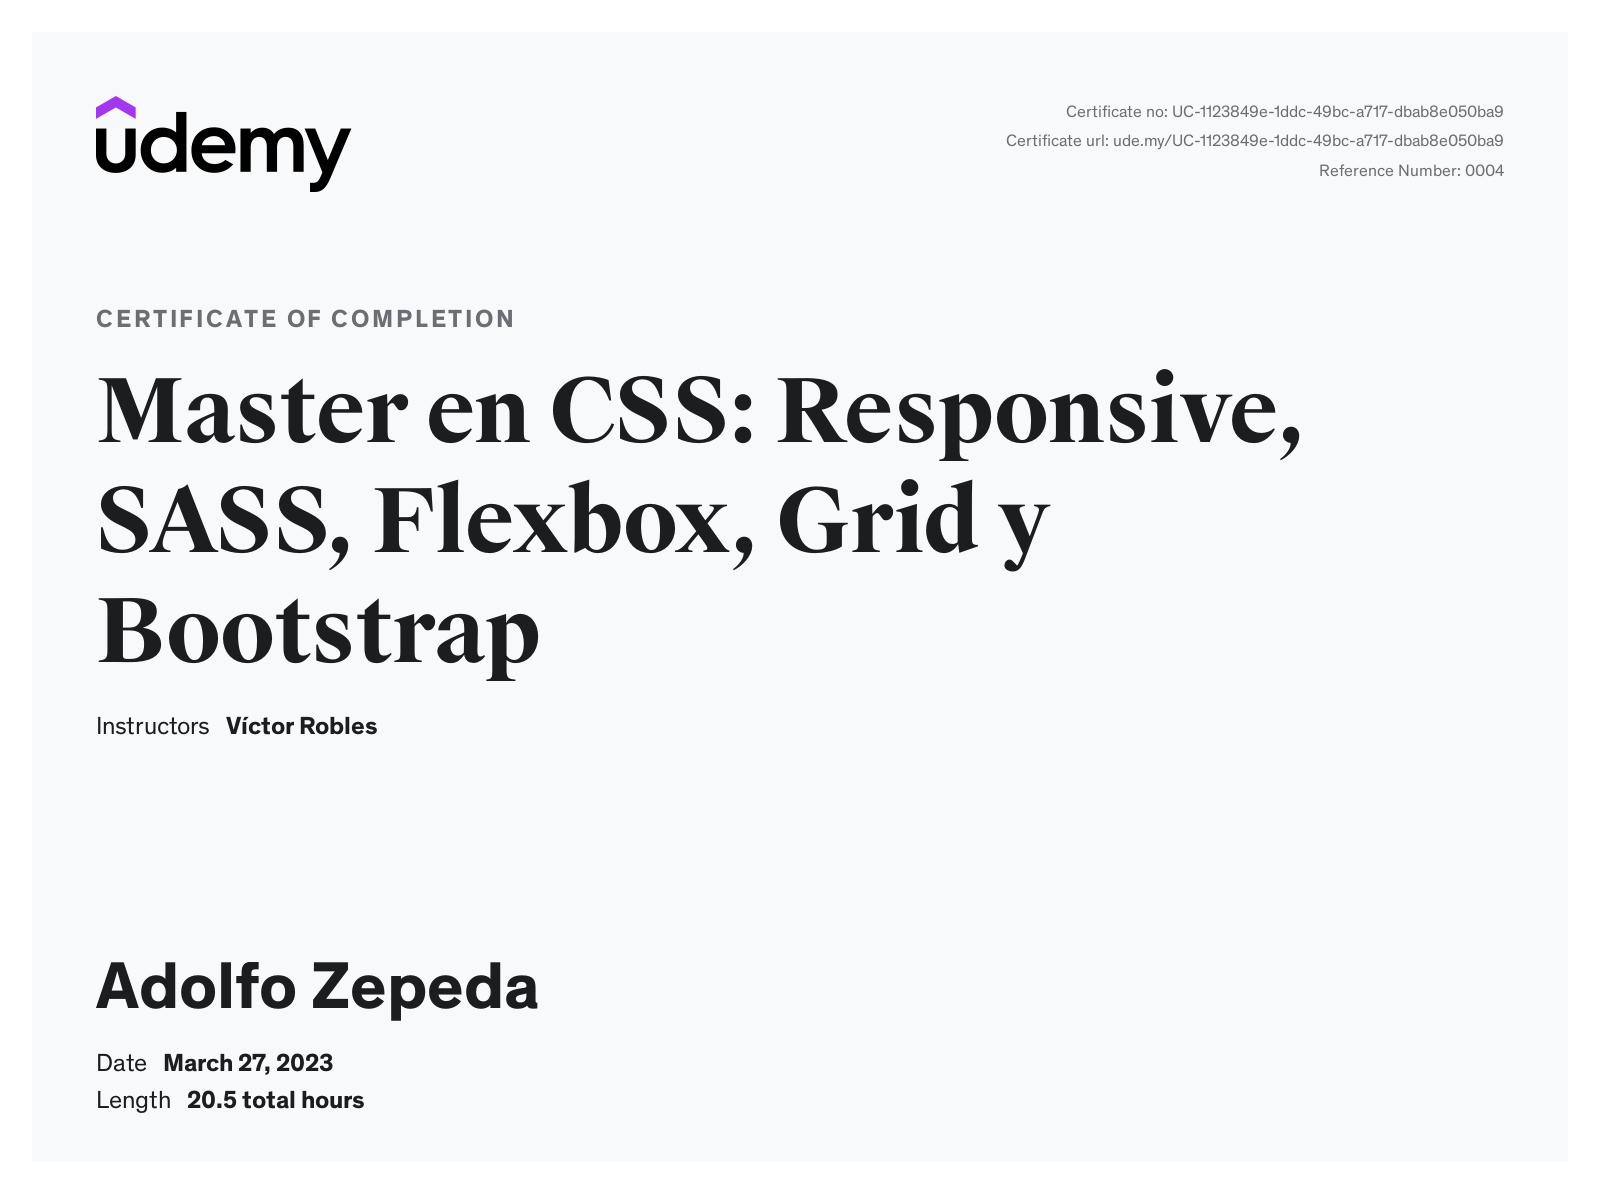 udemy
Certificate no: UC-1123849e-1ddc-49bc-a717-dbab8e050ba9
Certificate url: ude.my/UC-1123849e-1ddc-49bc-a717-dbab8e050ba9
Reference Number: 0004
CERTIFICATE OF COMPLETION
Master en CSS: Responsive,
SASS, Flexbox, Grid y
Bootstrap
Instructors Víctor Robles
Adolfo Zepeda
Date March 27, 2023
Length 20.5 total hours